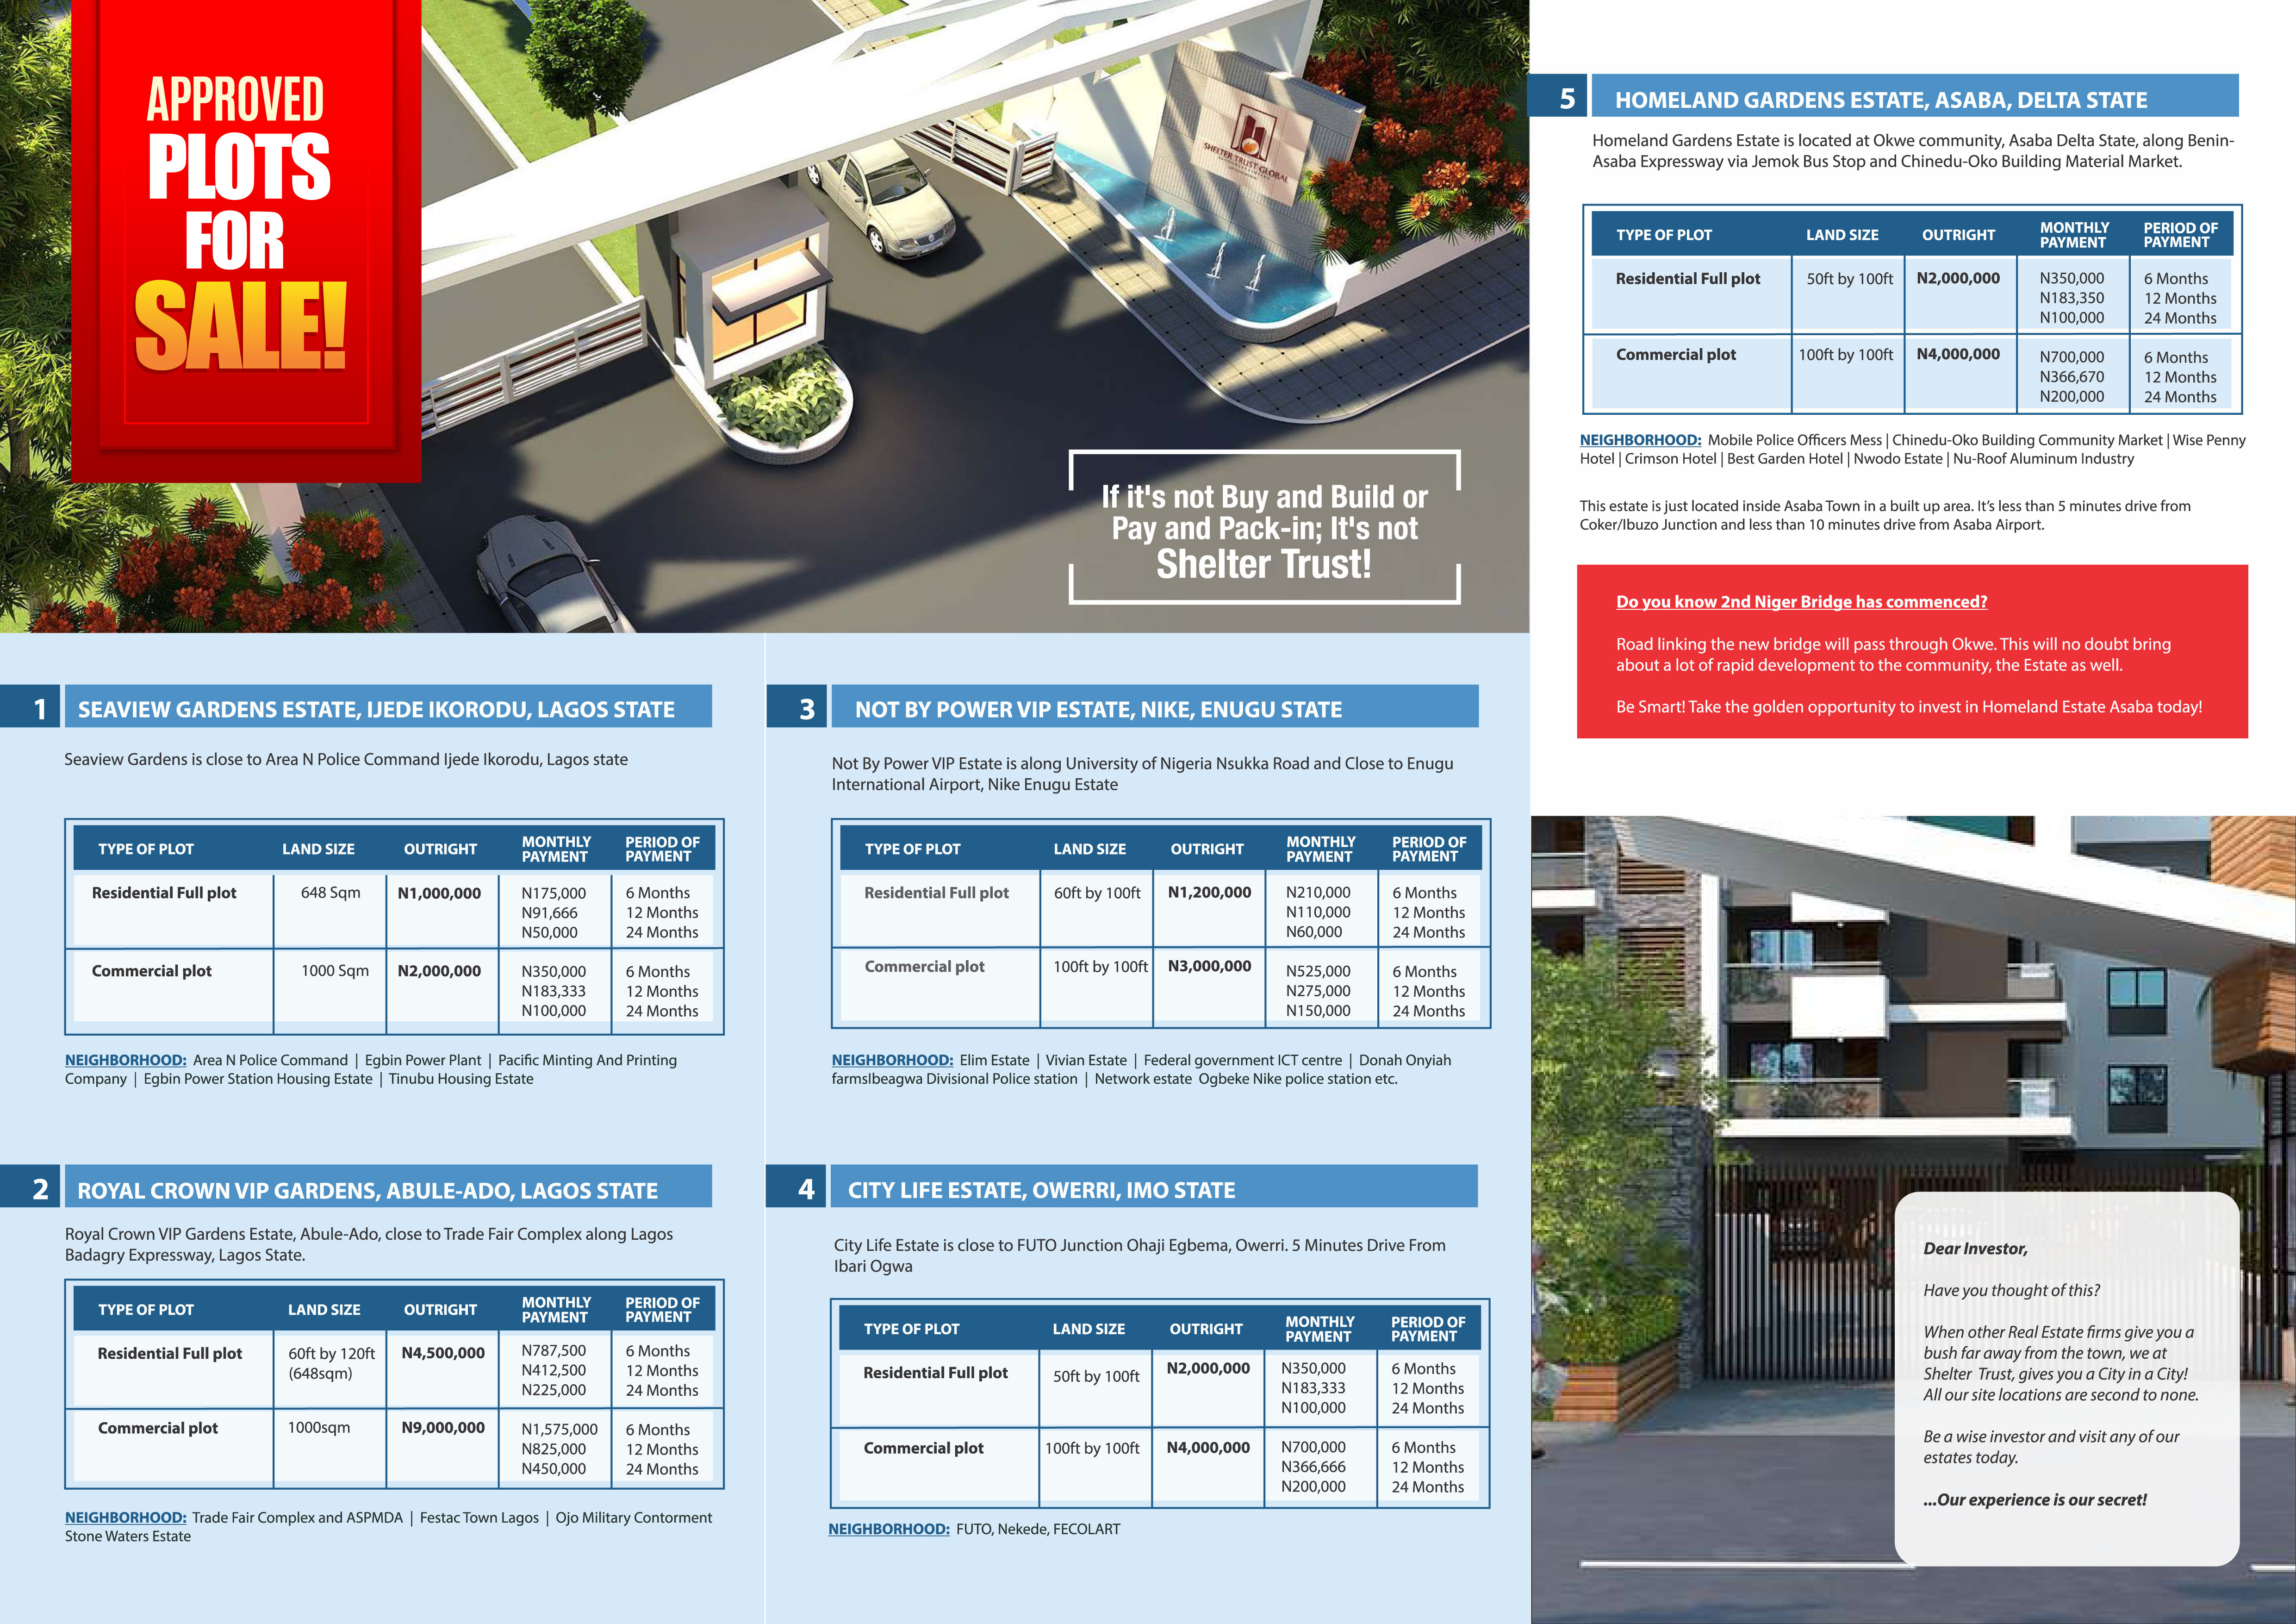 APPROVED
PLOTS
FOR
SALE!
SHELTER TRUST GLOBAL
If it's not Buy and Build or
Pay and Pack-in; It's not
Shelter Trust!
1 SEAVIEW GARDENS ESTATE, IJEDE IKORODU, LAGOS STATE
Seaview Gardens is close to Area N Police Command Ijede Ikorodu, Lagos state
TYPE OF PLOT LAND SIZE OUTRIGHT MONTHLY PAYMENT PERIOD OF PAYMENT
Residential Full plot 648 Sqm N1,000,000 N175,000 6 Months
N91,666 12 Months
N50,000 24 Months
Commercial plot 1000 Sqm N2,000,000 N350,000 6 Months
N183,333 12 Months
N100,000 24 Months
NEIGHBORHOOD: Area N Police Command | Egbin Power Plant | Pacific Minting And Printing
Company | Egbin Power Station Housing Estate | Tinubu Housing Estate
2 ROYAL CROWN VIP GARDENS, ABULE-ADO, LAGOS STATE
Royal Crown VIP Gardens Estate, Abule-Ado, close to Trade Fair Complex along Lagos
Badagry Expressway, Lagos State.
TYPE OF PLOT LAND SIZE OUTRIGHT MONTHLY PAYMENT PERIOD OF PAYMENT
Residential Full plot 60ft by 120ft N4,500,000 N787,500 6 Months
(648sqm) N412,500 12 Months
N225,000 24 Months
Commercial plot 1000sqm N9,000,000 N1,575,000 6 Months
N825,000 12 Months
N450,000 24 Months
NEIGHBORHOOD: Trade Fair Complex and ASPMDA | Festac Town Lagos | Ojo Military Contorment
Stone Waters Estate
3 NOT BY POWER VIP ESTATE, NIKE, ENUGU STATE
Not By Power VIP Estate is along University of Nigeria Nsukka Road and Close to Enugu
International Airport, Nike Enugu Estate
TYPE OF PLOT LAND SIZE OUTRIGHT MONTHLY PAYMENT PERIOD OF PAYMENT
Residential Full plot 60ft by 100ft N1,200,000 N210,000 6 Months
N110,000 12 Months
N60,000 24 Months
Commercial plot 100ft by 100ft N3,000,000 N525,000 6 Months
N275,000 12 Months
N150,000 24 Months
NEIGHBORHOOD: Elim Estate | Vivian Estate | Federal government ICT centre | Donah Onyiah
farmsIbeagwa Divisional Police station | Network estate Ogbeke Nike police station etc.
4 CITY LIFE ESTATE, OWERRI, IMO STATE
City Life Estate is close to FUTO Junction Ohaji Egbema, Owerri. 5 Minutes Drive From
Ibari Ogwa
TYPE OF PLOT LAND SIZE OUTRIGHT MONTHLY PAYMENT PERIOD OF PAYMENT
Residential Full plot 50ft by 100ft N2,000,000 N350,000 6 Months
N183,333 12 Months
N100,000 24 Months
Commercial plot 100ft by 100ft N4,000,000 N700,000 6 Months
N366,666 12 Months
N200,000 24 Months
NEIGHBORHOOD: FUTO, Nekede, FECOLART
5 HOMELAND GARDENS ESTATE, ASABA, DELTA STATE
Homeland Gardens Estate is located at Okwe community, Asaba Delta State, along Benin-
Asaba Expressway via Jemok Bus Stop and Chinedu-Oko Building Material Market.
TYPE OF PLOT LAND SIZE OUTRIGHT MONTHLY PAYMENT PERIOD OF PAYMENT
Residential Full plot 50ft by 100ft N2,000,000 N350,000 6 Months
N183,350 12 Months
N100,000 24 Months
Commercial plot 100ft by 100ft N4,000,000 N700,000 6 Months
N366,670 12 Months
N200,000 24 Months
NEIGHBORHOOD: Mobile Police Officers Mess | Chinedu-Oko Building Community Market | Wise Penny
Hotel | Crimson Hotel | Best Garden Hotel | Nwodo Estate | Nu-Roof Aluminum Industry
This estate is just located inside Asaba Town in a built up area. It's less than 5 minutes drive from
Coker/Ibuzo Junction and less than 10 minutes drive from Asaba Airport.
Do you know 2nd Niger Bridge has commenced?
Road linking the new bridge will pass through Okwe. This will no doubt bring
about a lot of rapid development to the community, the Estate as well.
Be Smart! Take the golden opportunity to invest in Homeland Estate Asaba today!
Dear Investor,
Have you thought of this?
When other Real Estate firms give you a
bush far away from the town, we at
Shelter Trust, gives you a City in a City!
All our site locations are second to none.
Be a wise investor and visit any of our
estates today.
...Our experience is our secret!